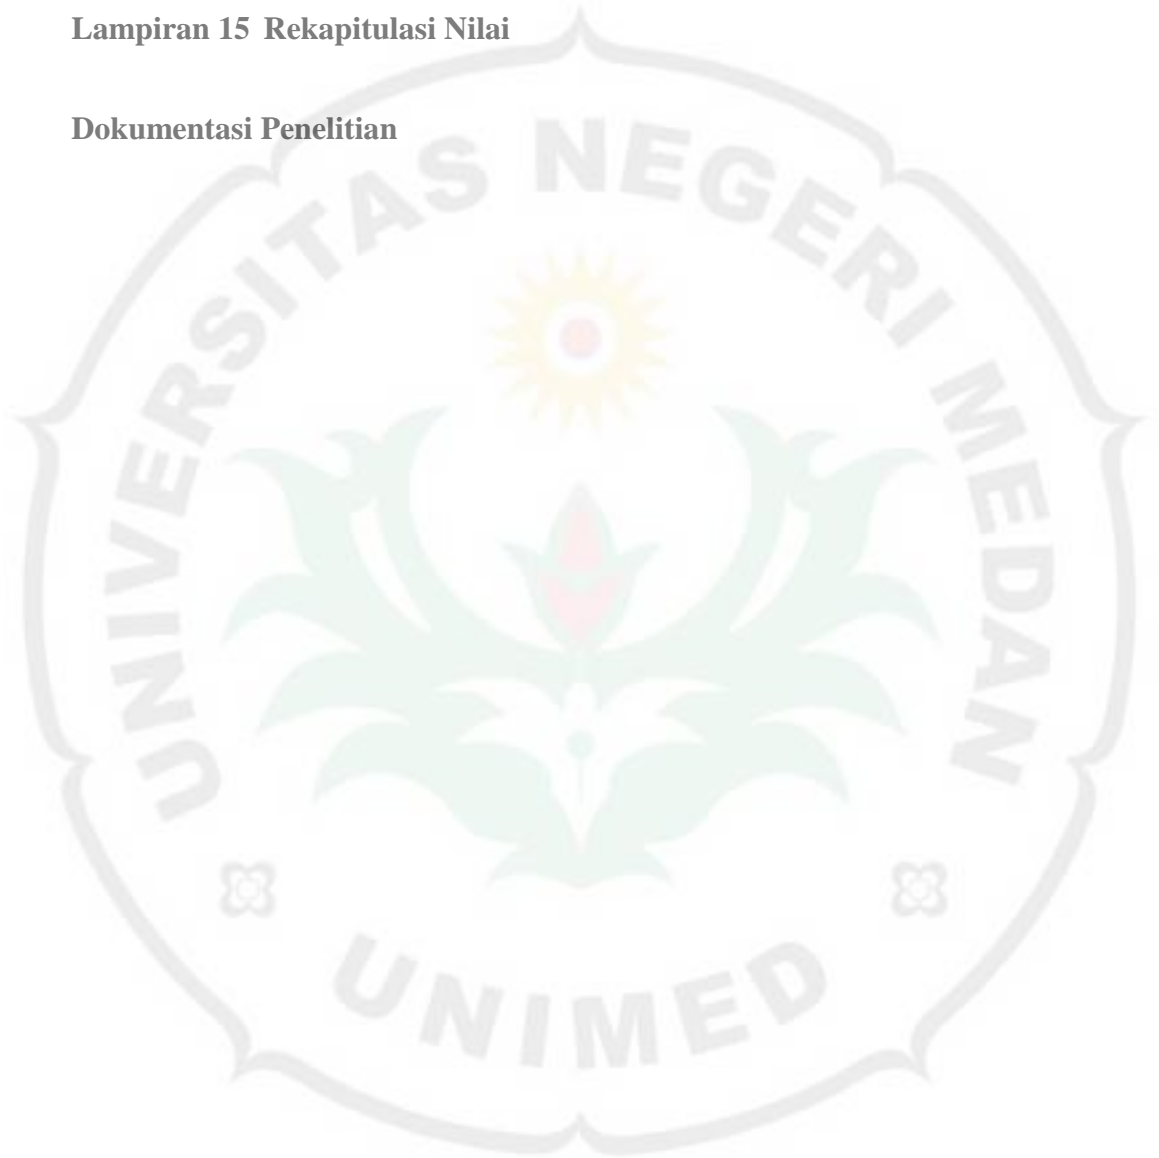 Lampiran 15 Rekapitulasi Nilai
Dokumentasi Penelitian
UNIVERSITAS NEGERI MEDAN
UNIMED